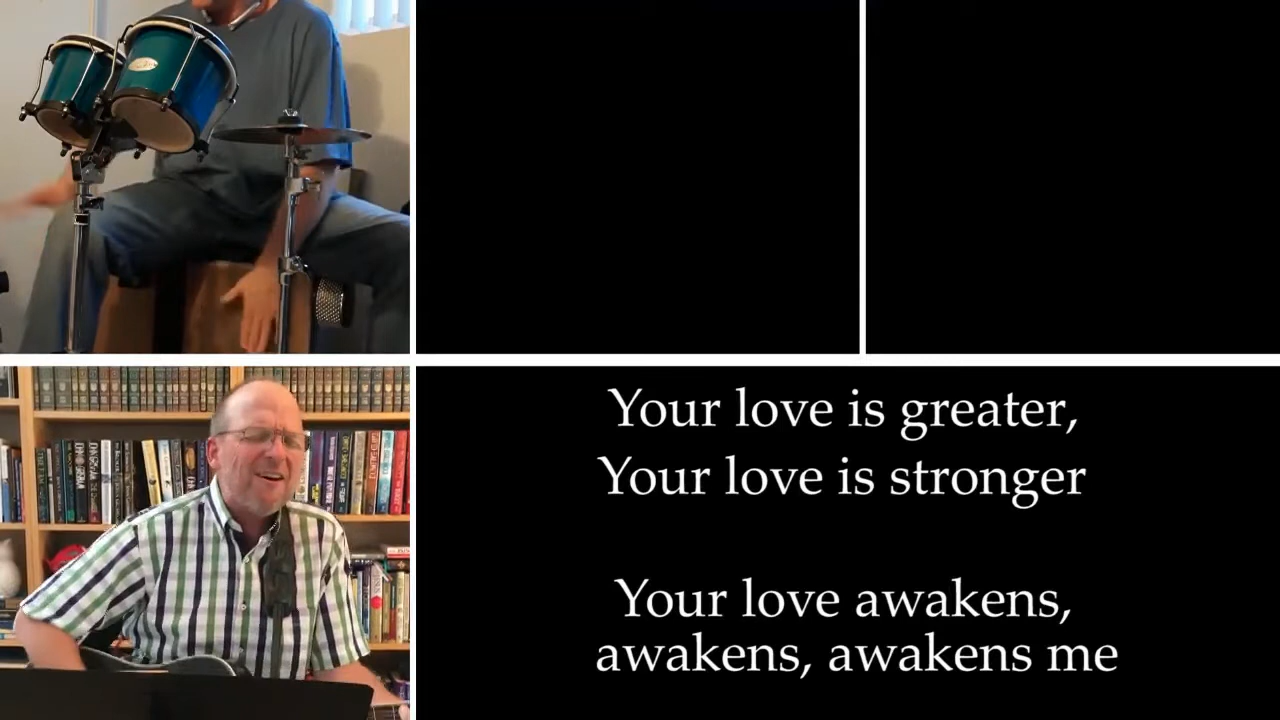 Your love is greater,
Your love is stronger
Your love awakens,
awakens, awakens me